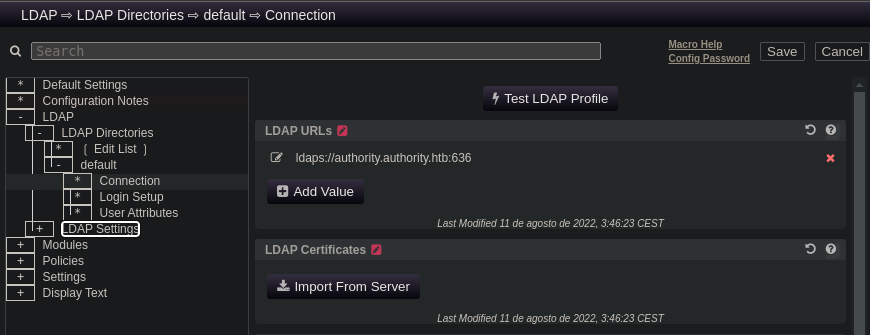 LDAP ⇨ LDAP Directories ⇨ default ⇨ Connection
Search
Macro Help
Config Password
Save
Cancel
* Default Settings
* Configuration Notes
- LDAP
- LDAP Directories
* [ Edit List ]
- default
* Connection
* Login Setup
* User Attributes
+ LDAP Settings
+ Modules
+ Policies
+ Settings
+ Display Text
Test LDAP Profile
LDAP URLs
ldaps://authority.authority.htb:636
Add Value
Last Modified 11 de agosto de 2022, 3:46:23 CEST
LDAP Certificates
Import From Server
Last Modified 11 de agosto de 2022, 3:46:23 CEST